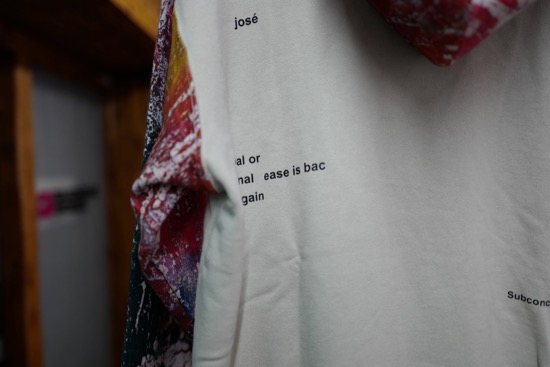 josé
al or
nal ease is bac
gain
Subconc